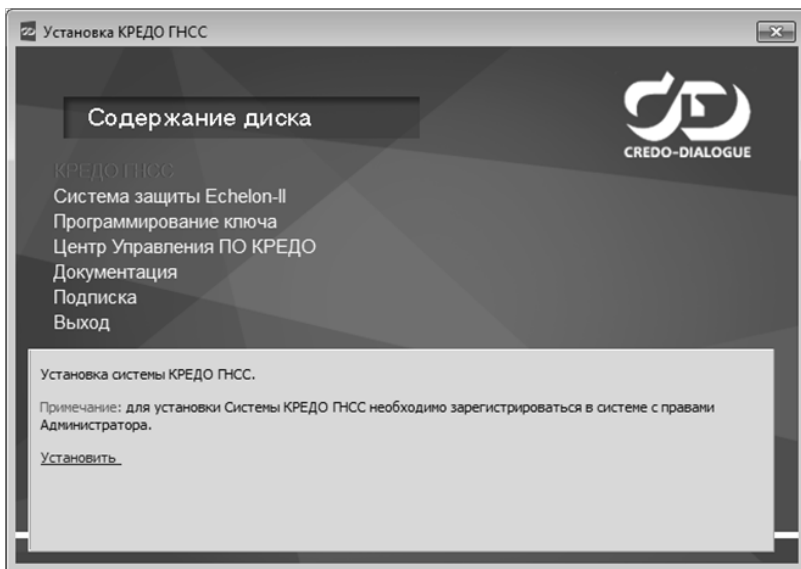 Установка КРЕДО ГНСС
Содержание диска
CREDO-DIALOGUE
КРЕДО ГНСС
Система защиты Echelon-II
Программирование ключа
Центр Управления ПО КРЕДО
Документация
Подписка
Выход
Установка системы КРЕДО ГНСС.
Примечание: для установки Системы КРЕДО ГНСС необходимо зарегистрироваться в системе с правами
Администратора.
Установить